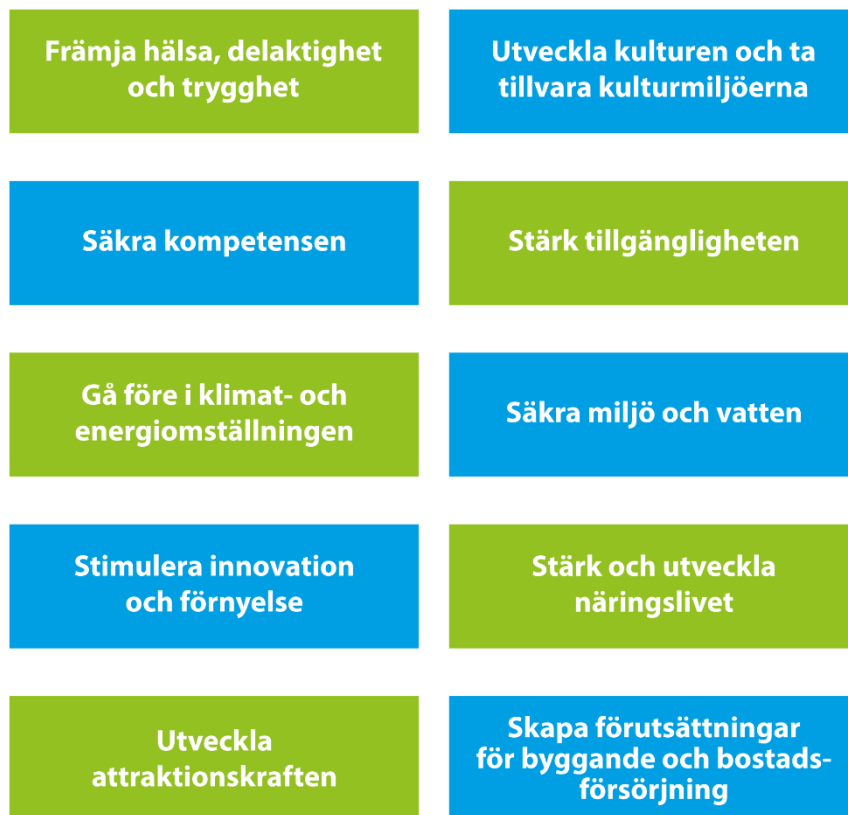 Främja hälsa, delaktighet
och trygghet
Utveckla kulturen och ta
tillvara kulturmiljöerna
Säkra kompetensen
Stärk tillgängligheten
Gå före i klimat- och
energiomställningen
Säkra miljö och vatten
Stimulera innovation
och förnyelse
Stärk och utveckla
näringslivet
Utveckla
attraktionskraften
Skapa förutsättningar
för byggande och bostads-
försörjning